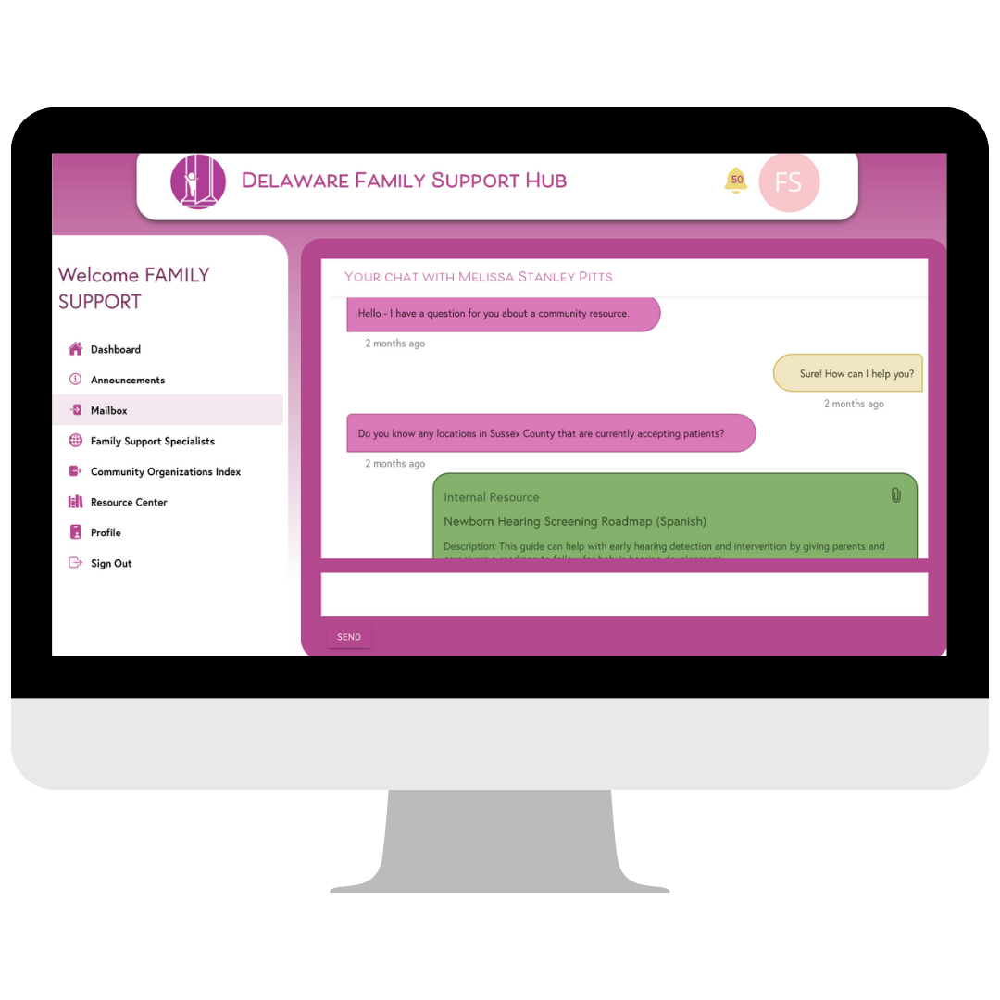 DELAWARE FAMILY SUPPORT HUB
50
FS
Welcome FAMILY
SUPPORT
Dashboard
Announcements
Mailbox
Family Support Specialists
Community Organizations Index
Resource Center
Profile
Sign Out
YOUR CHAT WITH MELISSA STANLEY PITTS
Hello - I have a question for you about a community resource.
2 months ago
Sure! How can I help you?
2 months ago
Do you know any locations in Sussex County that are currently accepting patients?
2 months ago
Internal Resource
Newborn Hearing Screening Roadmap (Spanish)
Description: This guide can help with early hearing detection and intervention by giving parents and
SEND